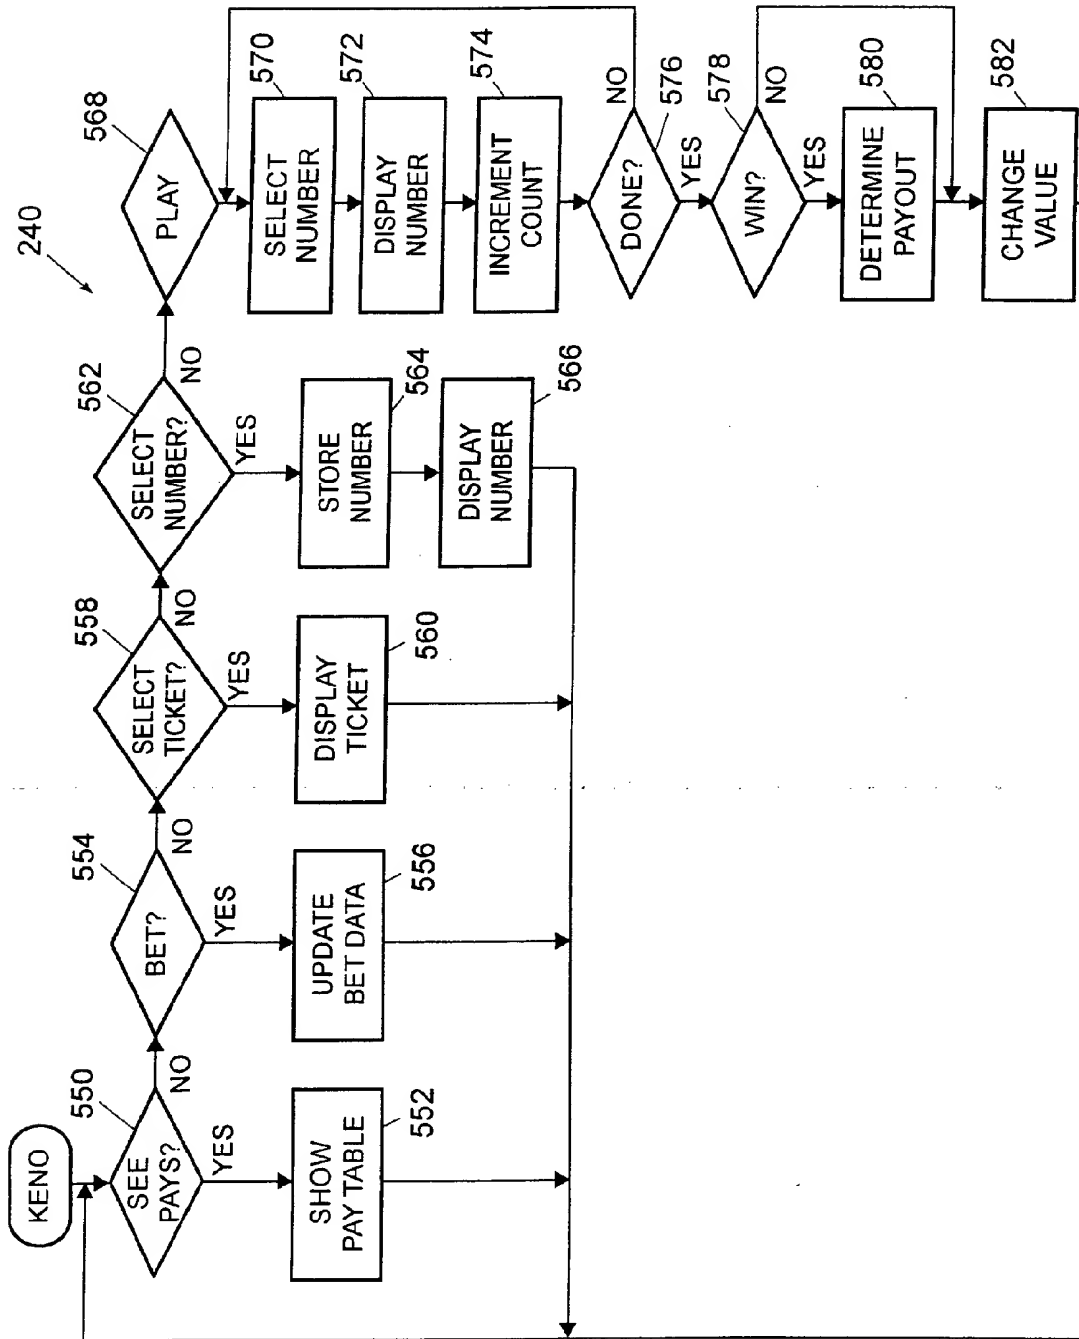 240
KENO
550
SEE
PAYS?
NO
YES
SHOW
PAY TABLE
552
554
BET?
NO
YES
UPDATE
BET DATA
556
558
SELECT
TICKET?
NO
YES
DISPLAY
TICKET
560
562
SELECT
NUMBER?
NO
YES
STORE
NUMBER
564
DISPLAY
NUMBER
566
568
PLAY
SELECT
NUMBER
570
DISPLAY
NUMBER
572
INCREMENT
COUNT
574
DONE?
NO
576
YES
WIN?
578
NO
YES
DETERMINE
PAYOUT
580
CHANGE
VALUE
582